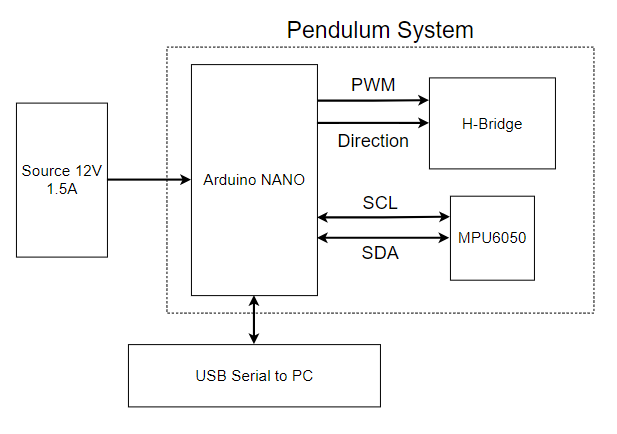 Pendulum System
PWM
H-Bridge
Direction
Source 12V
1.5A
Arduino NANO
SCL
MPU6050
SDA
USB Serial to PC